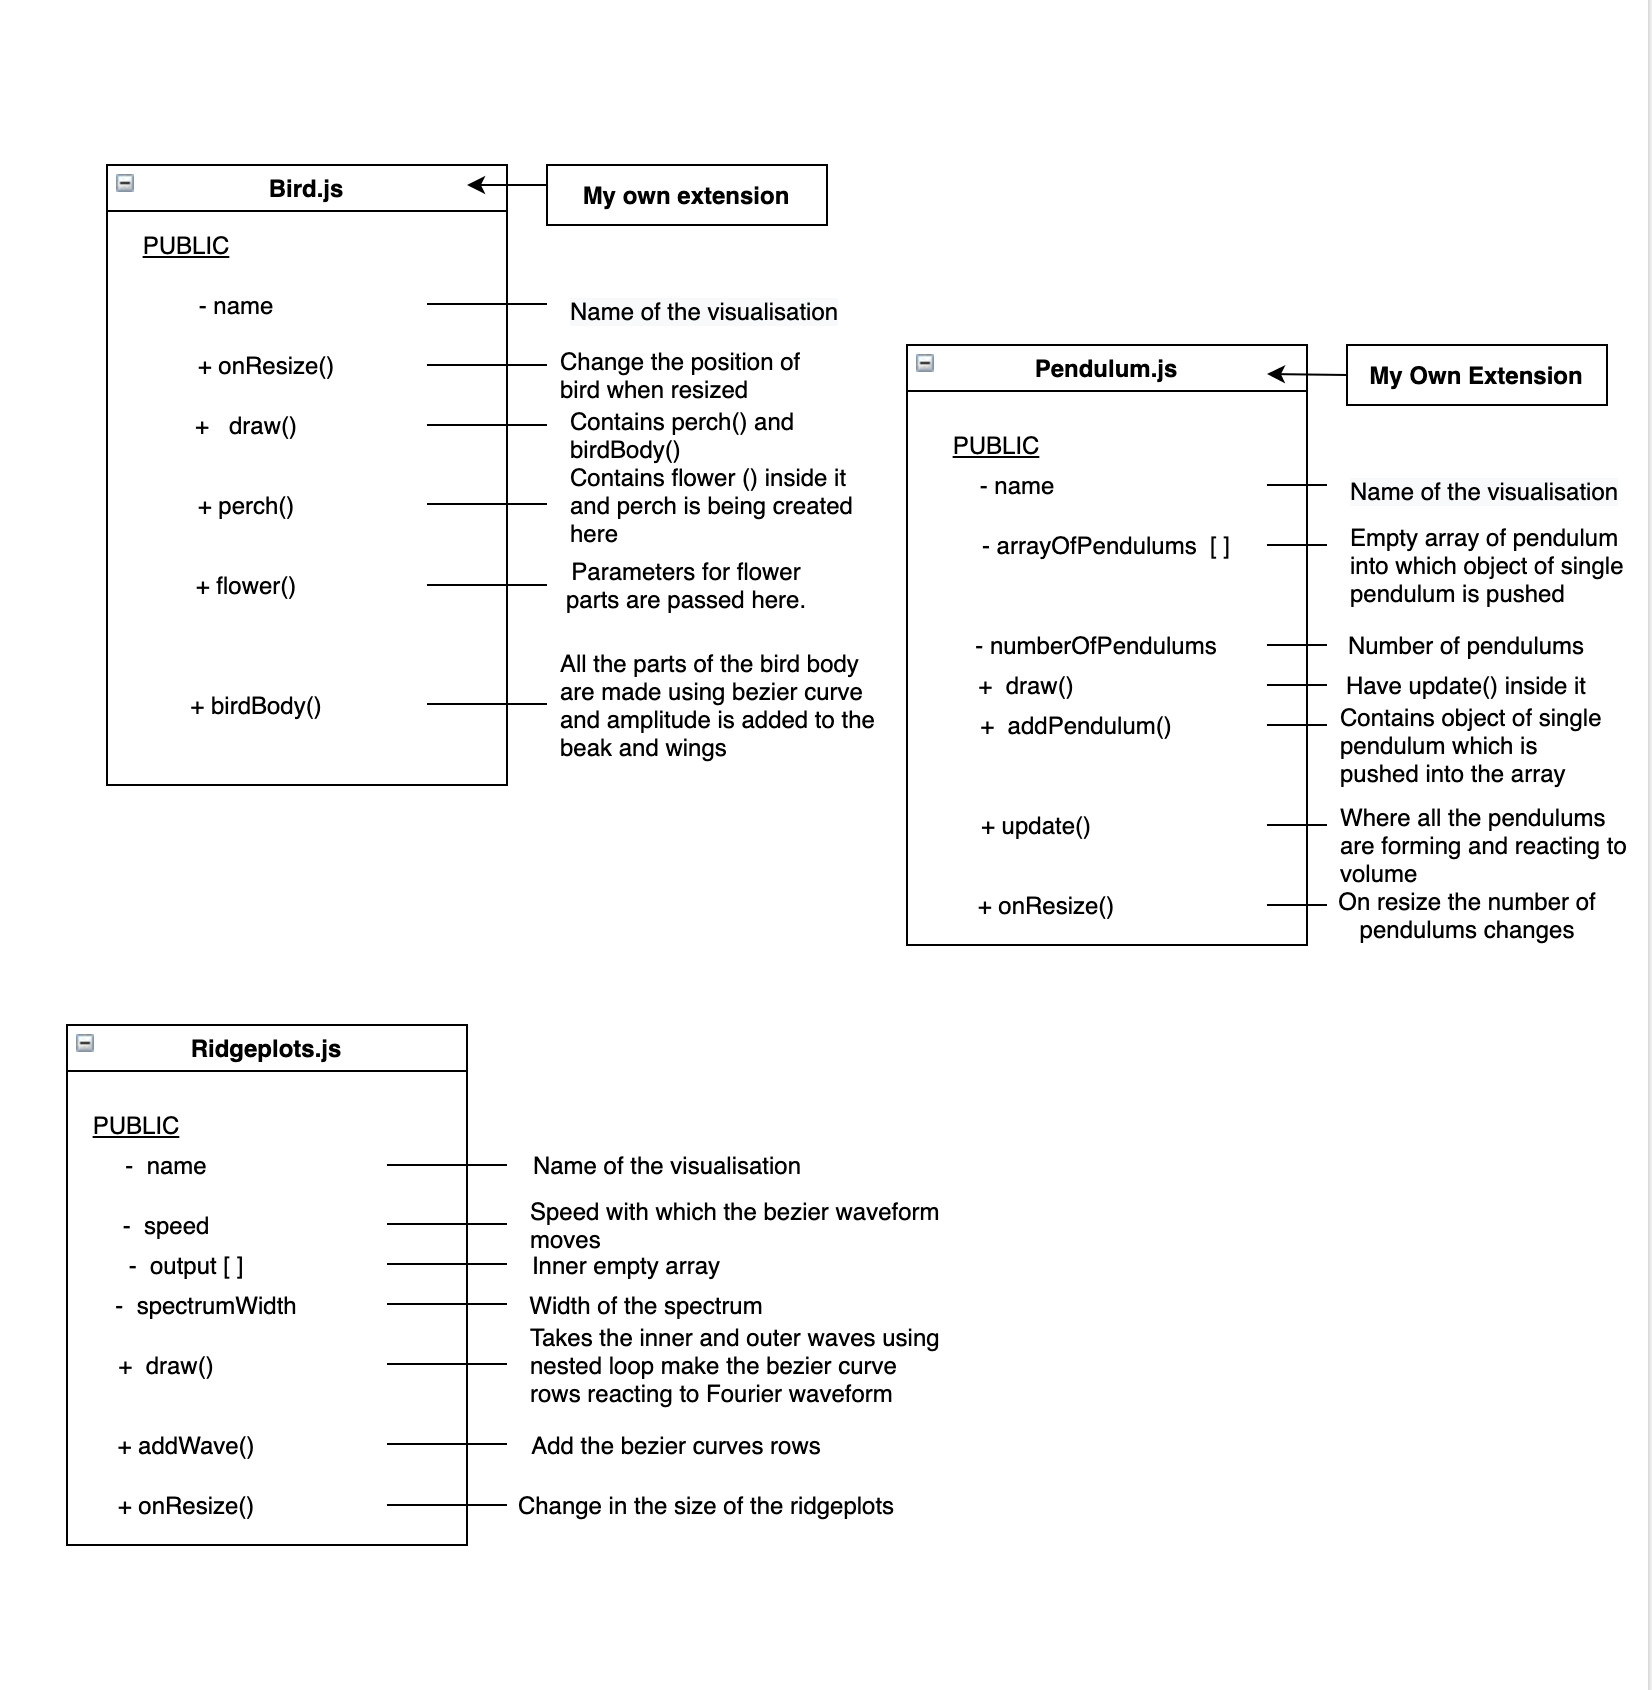 Bird.js
My own extension
PUBLIC
- name
Name of the visualisation
+ onResize()
Change the position of
bird when resized
+ draw()
Contains perch() and
birdBody()
+ perch()
Contains flower () inside it
and perch is being created
here
+ flower()
Parameters for flower
parts are passed here.
+ birdBody()
All the parts of the bird body
are made using bezier curve
and amplitude is added to the
beak and wings
Pendulum.js
My Own Extension
PUBLIC
- name
Name of the visualisation
- arrayOfPendulums [ ]
Empty array of pendulum
into which object of single
pendulum is pushed
- numberOfPendulums
Number of pendulums
+ draw()
Have update() inside it
+ addPendulum()
Contains object of single
pendulum which is
pushed into the array
+ update()
Where all the pendulums
are forming and reacting to
volume
+ onResize()
On resize the number of
pendulums changes
Ridgeplots.js
PUBLIC
- name
Name of the visualisation
- speed
Speed with which the bezier waveform
moves
- output [ ]
Inner empty array
- spectrumWidth
Width of the spectrum
+ draw()
Takes the inner and outer waves using
nested loop make the bezier curve
rows reacting to Fourier waveform
+ addWave()
Add the bezier curves rows
+ onResize()
Change in the size of the ridgeplots